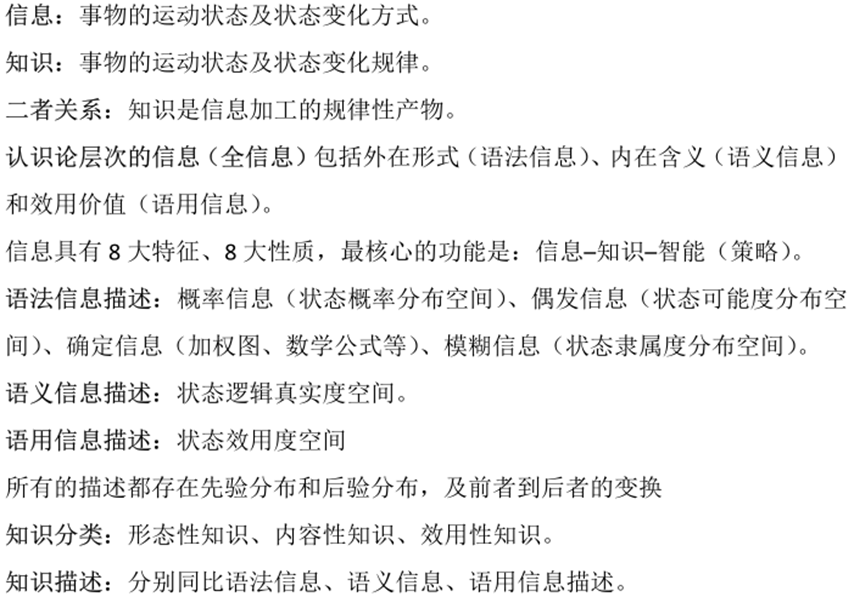 信息：事物的运动状态及状态变化方式。
知识：事物的运动状态及状态变化规律。
二者关系：知识是信息加工的规律性产物。
认识论层次的信息（全信息）包括外在形式（语法信息）、内在含义（语义信息）
和效用价值（语用信息）。
信息具有 8 大特征、8 大性质，最核心的功能是：信息–知识–智能（策略）。
语法信息描述：概率信息（状态概率分布空间）、偶发信息（状态可能度分布空
间）、确定信息（加权图、数学公式等）、模糊信息（状态隶属度分布空间）。
语义信息描述：状态逻辑真实度空间。
语用信息描述：状态效用度空间
所有的描述都存在先验分布和后验分布，及前者到后者的变换
知识分类：形态性知识、内容性知识、效用性知识。
知识描述：分别同比语法信息、语义信息、语用信息描述。